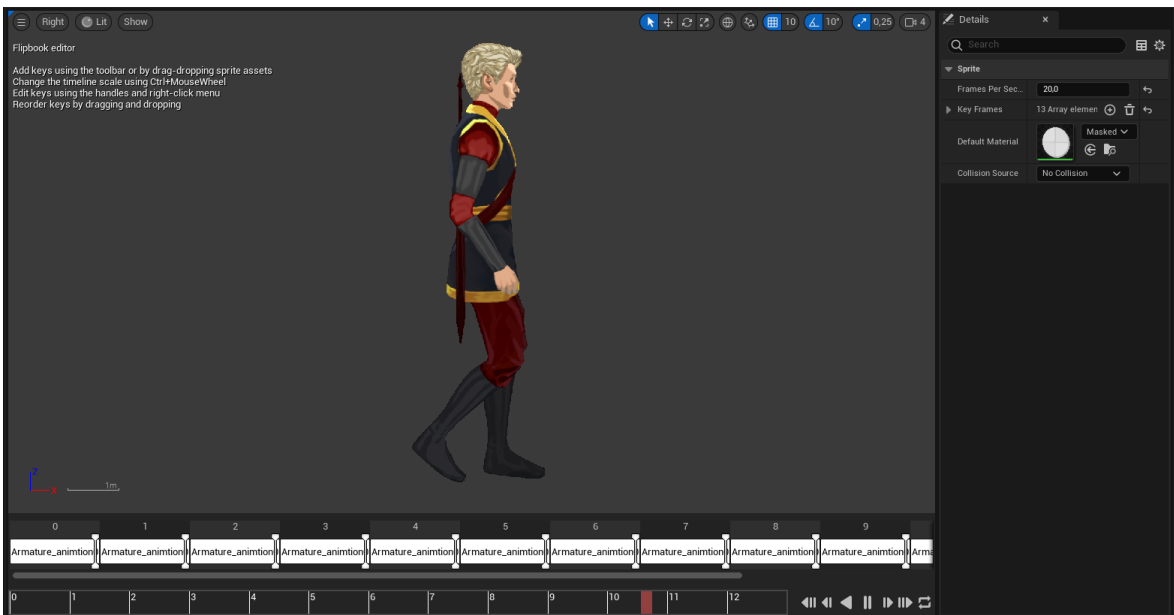 Right Lit Show 10 10° 0,25 4
Flipbook editor
Add keys using the toolbar or by drag-dropping sprite assets
Change the timeline scale using Ctrl+MouseWheel
Edit keys using the handles and right-click menu
Reorder keys by dragging and dropping
Z
X
1m
0 1 2 3 4 5 6 7 8 9
Armature_animtion Armature_animtion Armature_animtion Armature_animtion Armature_animtion Armature_animtion Armature_animtion Armature_animtion Armature_animtion Armature_animtion Arma
0 1 2 3 4 5 6 7 8 9 10 11 12
Details
Search
Sprite
Frames Per Sec.. 20,0
Key Frames 13 Array elemen
Default Material Masked
Collision Source No Collision